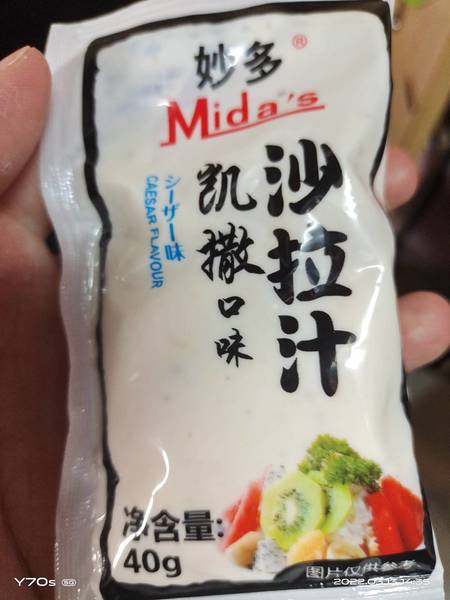 妙多®
Mida's
沙拉汁
凯撒口味
シーザー味
CAESAR FLAVOUR
净含量:
40g
图片仅供参考
Y70s 5G